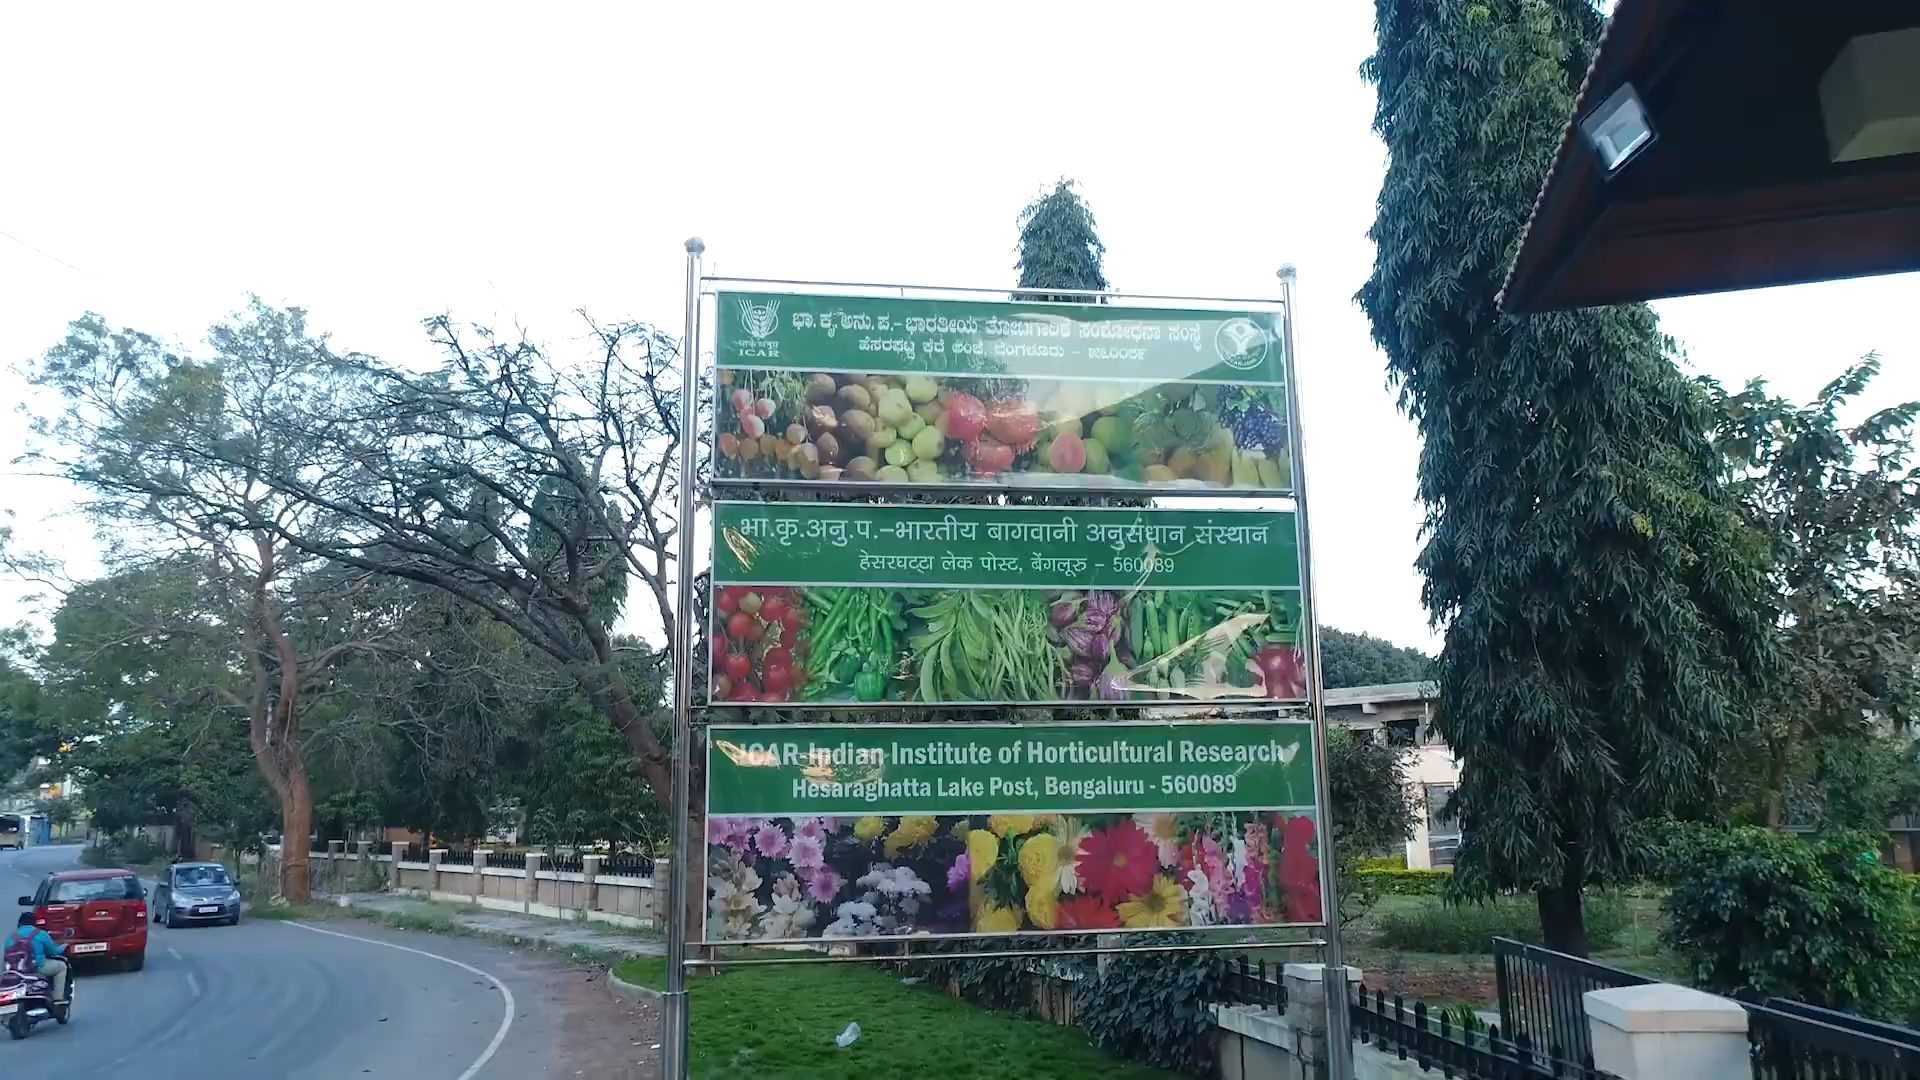 ಭಾ.ಕೃ.ಅನು.ಪ.-ಭಾರತೀಯ ತೋಟಗಾರಿಕೆ ಸಂಶೋಧನಾ ಸಂಸ್ಥೆ
ಹೆಸರಘಟ್ಟ ಕೆರೆ ಅಂಚೆ, ಬೆಂಗಳೂರು - ೫೬೦೦೮೯
ICAR
भा.कृ.अनु.प.-भारतीय बागवानी अनुसंधान संस्थान
हेसरघट्टा लेक पोस्ट, बेंगलूरु - 560089
ICAR-Indian Institute of Horticultural Research
Hesaraghatta Lake Post, Bengaluru - 560089